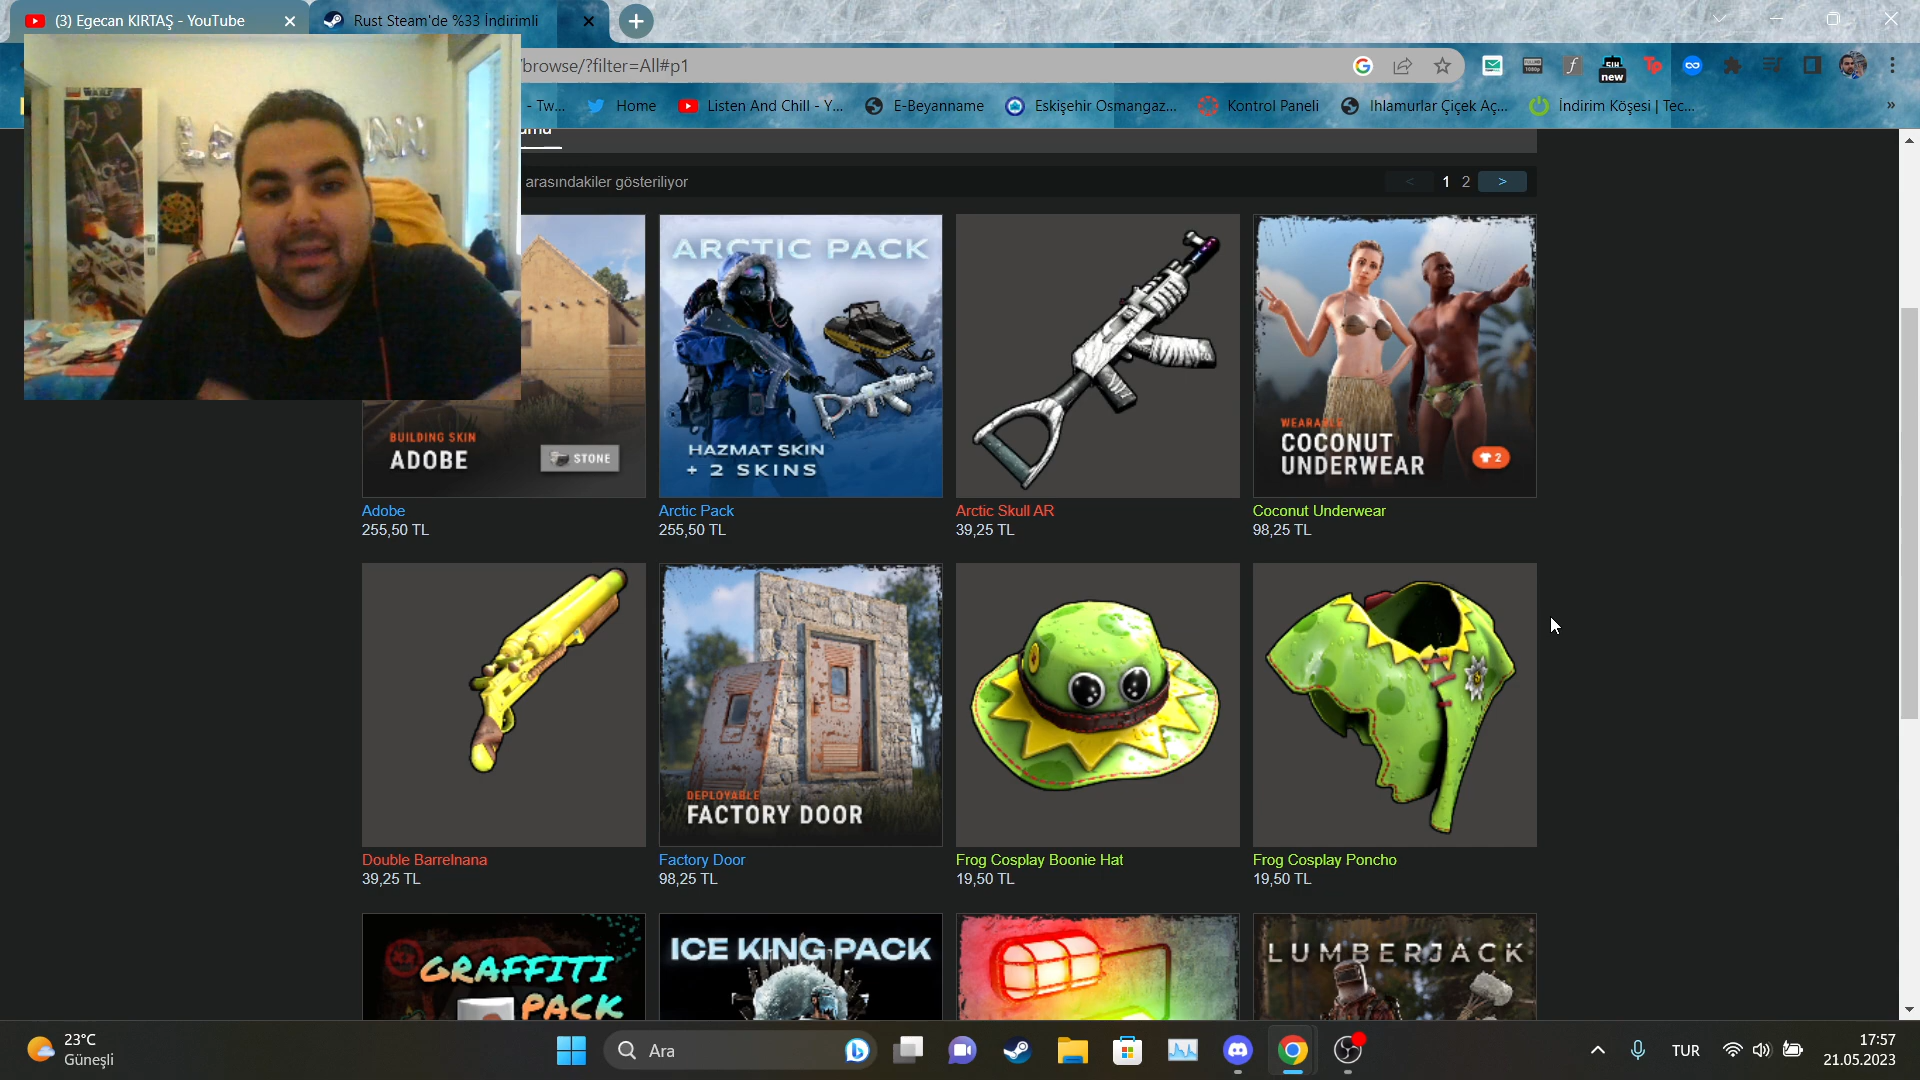 (3) Egecan KIRTAŞ - YouTube
Rust Steam'de %33 İndirimli
browse/?filter=All#p1
new
- Tw...
Home
Listen And Chill - Y...
E-Beyanname
Eskişehir Osmangaz...
Kontrol Paneli
Ihlamurlar Çiçek Aç...
İndirim Köşesi | Tec...
»
arasındakiler gösteriliyor
< 1 2 >
BUILDING SKIN
ADOBE
STONE
ARCTIC PACK
HAZMAT SKIN
+ 2 SKINS
WEARABLE
COCONUT
UNDERWEAR
2
Adobe
255,50 TL
Arctic Pack
255,50 TL
Arctic Skull AR
39,25 TL
Coconut Underwear
98,25 TL
DEPLOYABLE
FACTORY DOOR
Double Barrelnana
39,25 TL
Factory Door
98,25 TL
Frog Cosplay Boonie Hat
19,50 TL
Frog Cosplay Poncho
19,50 TL
GRAFFITI
PACK
ICE KING PACK
LUMBERJACK
23°C
Güneşli
Ara
TUR
17:57
21.05.2023